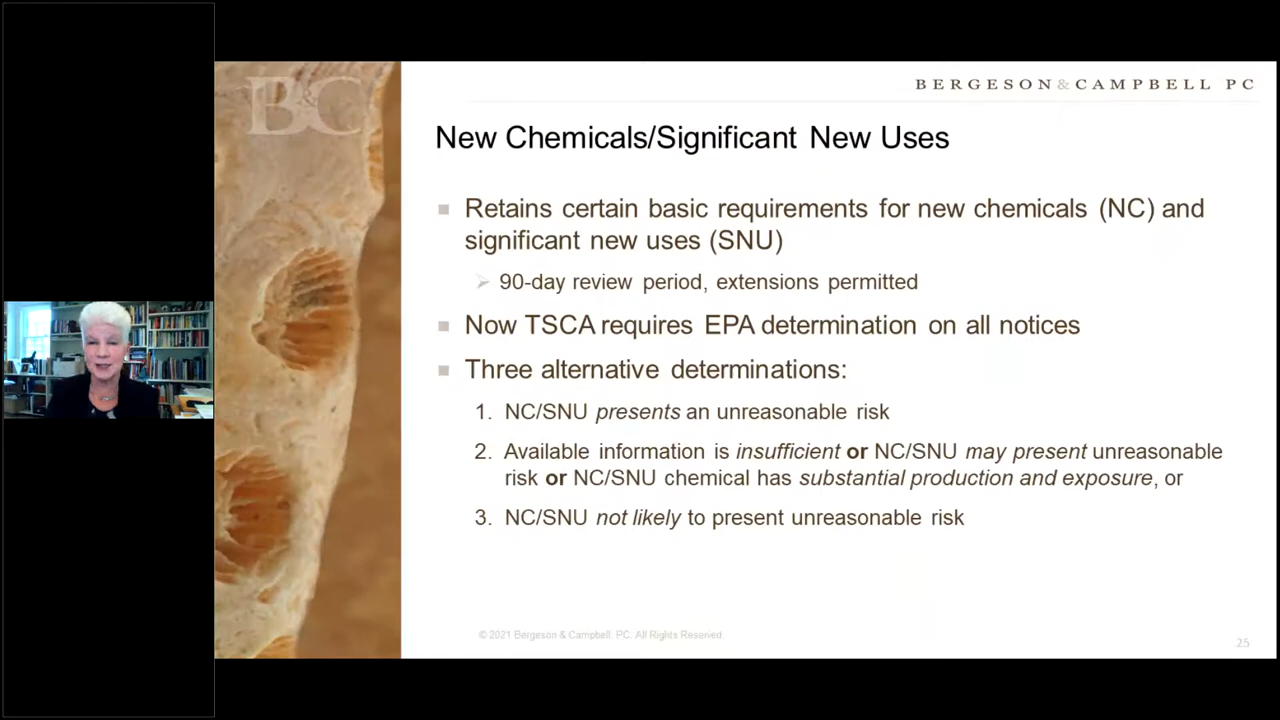 B&C
BERGESON&CAMPBELL PC
New Chemicals/Significant New Uses
Retains certain basic requirements for new chemicals (NC) and
significant new uses (SNU)
90-day review period, extensions permitted
Now TSCA requires EPA determination on all notices
Three alternative determinations:
1. NC/SNU presents an unreasonable risk
2. Available information is insufficient or NC/SNU may present unreasonable
risk or NC/SNU chemical has substantial production and exposure, or
3. NC/SNU not likely to present unreasonable risk
© 2021 Bergeson & Campbell, PC. All Rights Reserved.
25